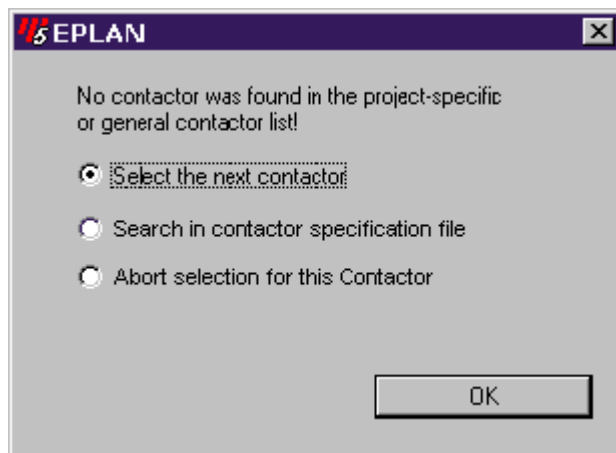 5 EPLAN
No contactor was found in the project-specific
or general contactor list!
Select the next contactor
Search in contactor specification file
Abort selection for this Contactor
OK